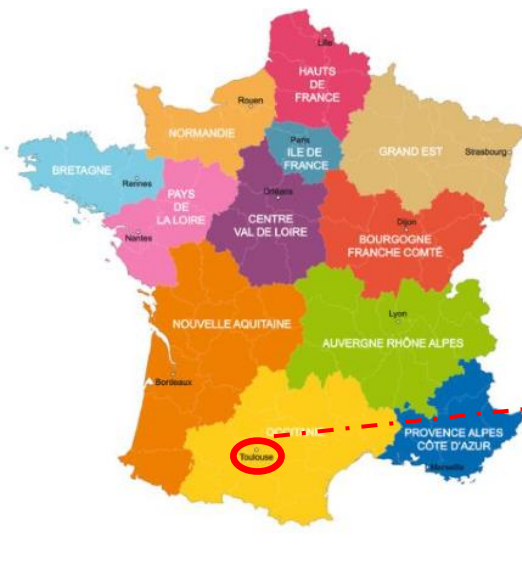 Lille
HAUTS
DE
FRANCE
Rouen
NORMANDIE
Paris
ILE DE
FRANCE
GRAND EST
Strasbourg
BRETAGNE
Rennes
PAYS
DE
LA LOIRE
Nantes
Orléans
CENTRE
VAL DE LOIRE
Dijon
BOURGOGNE
FRANCHE COMTÉ
NOUVELLE AQUITAINE
Lyon
AUVERGNE RHÔNE ALPES
Bordeaux
OCCITANIE
PROVENCE ALPES
CÔTE D'AZUR
Toulouse
Marseille